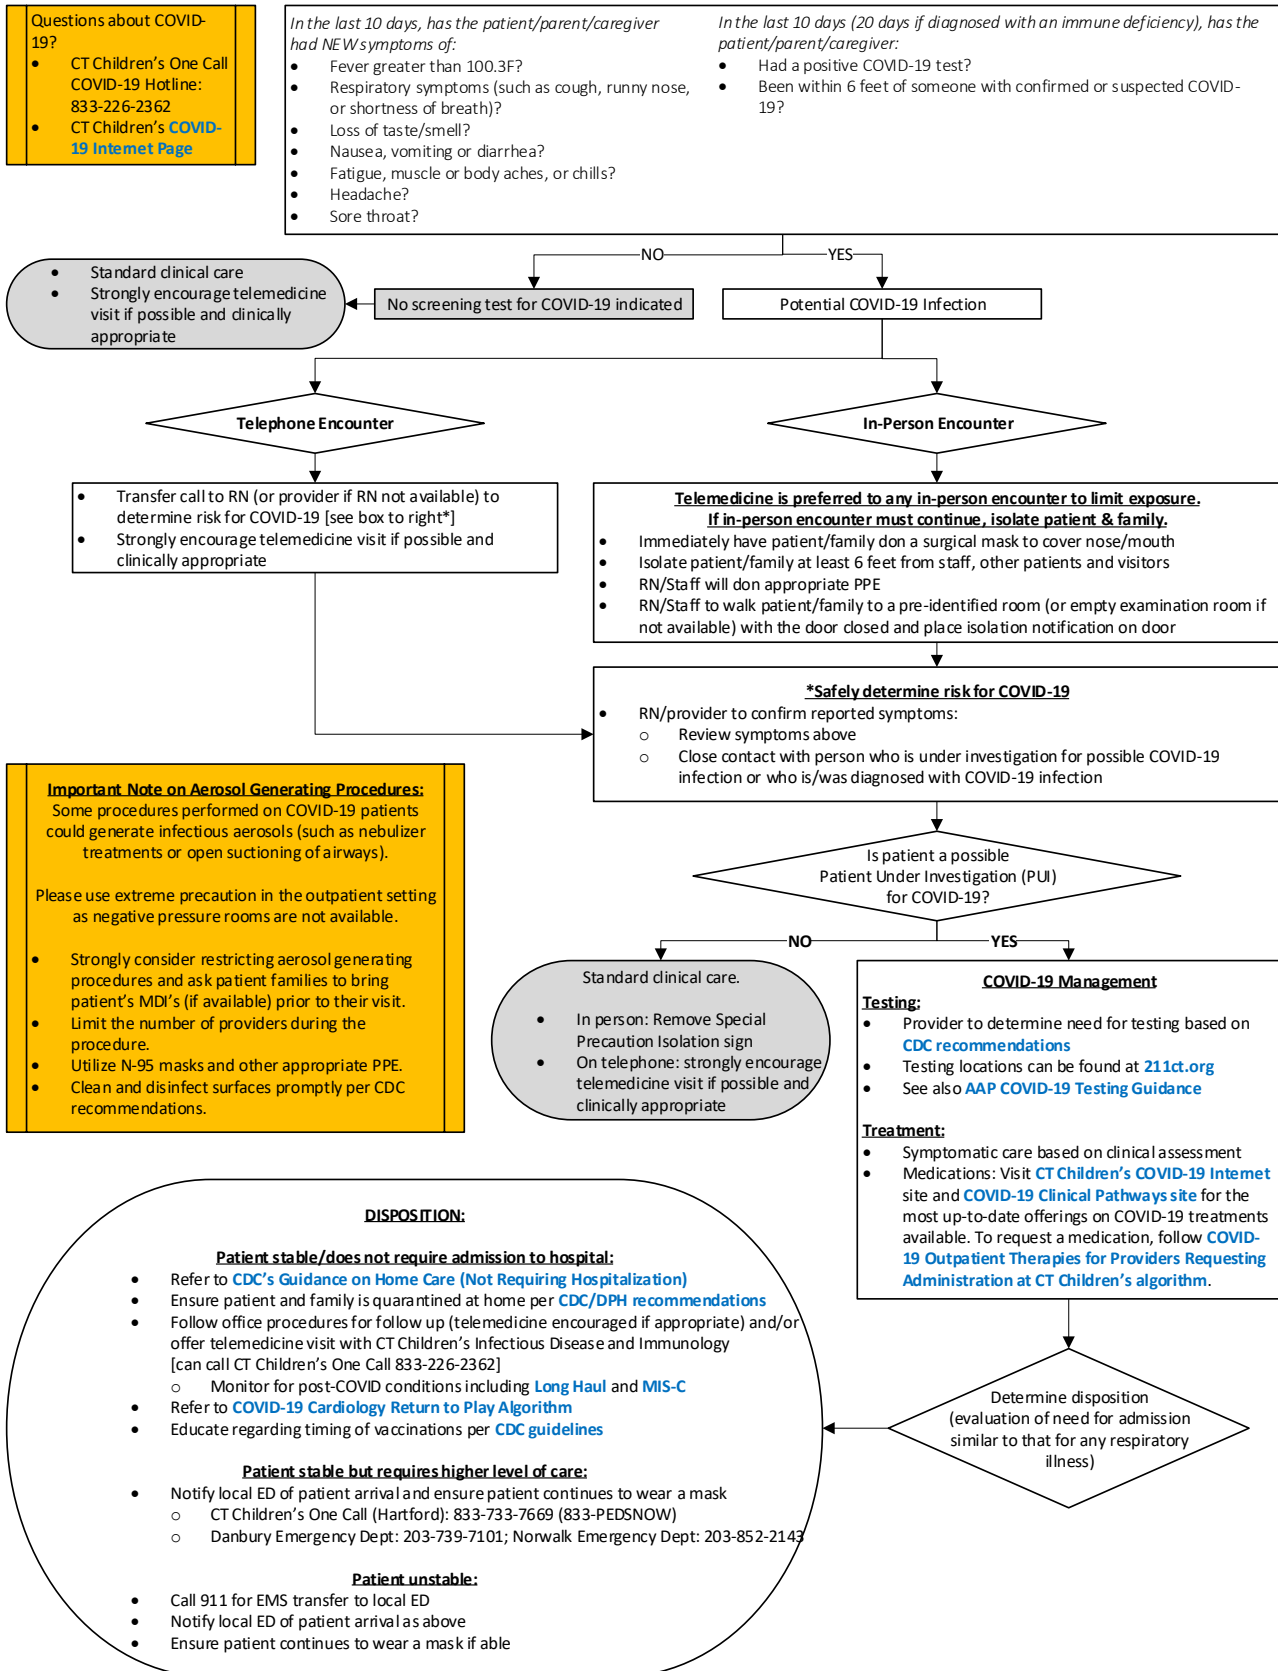 Questions about COVID-
19?
• CT Children's One Call
COVID-19 Hotline:
833-226-2362
• CT Children's COVID-
19 Internet Page
In the last 10 days, has the patient/parent/caregiver
had NEW symptoms of:
• Fever greater than 100.3F?
• Respiratory symptoms (such as cough, runny nose,
or shortness of breath)?
• Loss of taste/smell?
• Nausea, vomiting or diarrhea?
• Fatigue, muscle or body aches, or chills?
• Headache?
• Sore throat?
In the last 10 days (20 days if diagnosed with an immune deficiency), has the
patient/parent/caregiver:
• Had a positive COVID-19 test?
• Been within 6 feet of someone with confirmed or suspected COVID-
19?
NO
YES
• Standard clinical care
• Strongly encourage telemedicine
visit if possible and clinically
appropriate
No screening test for COVID-19 indicated
Potential COVID-19 Infection
Telephone Encounter
In-Person Encounter
• Transfer call to RN (or provider if RN not available) to
determine risk for COVID-19 [see box to right*]
• Strongly encourage telemedicine visit if possible and
clinically appropriate
Telemedicine is preferred to any in-person encounter to limit exposure.
If in-person encounter must continue, isolate patient & family.
• Immediately have patient/family don a surgical mask to cover nose/mouth
• Isolate patient/family at least 6 feet from staff, other patients and visitors
• RN/Staff will don appropriate PPE
• RN/Staff to walk patient/family to a pre-identified room (or empty examination room if
not available) with the door closed and place isolation notification on door
*Safely determine risk for COVID-19
• RN/provider to confirm reported symptoms:
o Review symptoms above
o Close contact with person who is under investigation for possible COVID-19
infection or who is/was diagnosed with COVID-19 infection
Important Note on Aerosol Generating Procedures:
Some procedures performed on COVID-19 patients
could generate infectious aerosols (such as nebulizer
treatments or open suctioning of airways).
Please use extreme precaution in the outpatient setting
as negative pressure rooms are not available.
• Strongly consider restricting aerosol generating
procedures and ask patient families to bring
patient's MDI's (if available) prior to their visit.
• Limit the number of providers during the
procedure.
• Utilize N-95 masks and other appropriate PPE.
• Clean and disinfect surfaces promptly per CDC
recommendations.
Is patient a possible
Patient Under Investigation (PUI)
for COVID-19?
NO
YES
Standard clinical care.
• In person: Remove Special
Precaution Isolation sign
• On telephone: strongly encourage
telemedicine visit if possible and
clinically appropriate
COVID-19 Management
Testing:
• Provider to determine need for testing based on
CDC recommendations
• Testing locations can be found at 211ct.org
• See also AAP COVID-19 Testing Guidance
Treatment:
• Symptomatic care based on clinical assessment
• Medications: Visit CT Children's COVID-19 Internet
site and COVID-19 Clinical Pathways site for the
most up-to-date offerings on COVID-19 treatments
available. To request a medication, follow COVID-
19 Outpatient Therapies for Providers Requesting
Administration at CT Children's algorithm.
Determine disposition
(evaluation of need for admission
similar to that for any respiratory
illness)
DISPOSITION:
Patient stable/does not require admission to hospital:
• Refer to CDC's Guidance on Home Care (Not Requiring Hospitalization)
• Ensure patient and family is quarantined at home per CDC/DPH recommendations
• Follow office procedures for follow up (telemedicine encouraged if appropriate) and/or
offer telemedicine visit with CT Children's Infectious Disease and Immunology
[can call CT Children's One Call 833-226-2362]
o Monitor for post-COVID conditions including Long Haul and MIS-C
• Refer to COVID-19 Cardiology Return to Play Algorithm
• Educate regarding timing of vaccinations per CDC guidelines
Patient stable but requires higher level of care:
• Notify local ED of patient arrival and ensure patient continues to wear a mask
o CT Children's One Call (Hartford): 833-733-7669 (833-PEDSNOW)
o Danbury Emergency Dept: 203-739-7101; Norwalk Emergency Dept: 203-852-2143
Patient unstable:
• Call 911 for EMS transfer to local ED
• Notify local ED of patient arrival as above
• Ensure patient continues to wear a mask if able